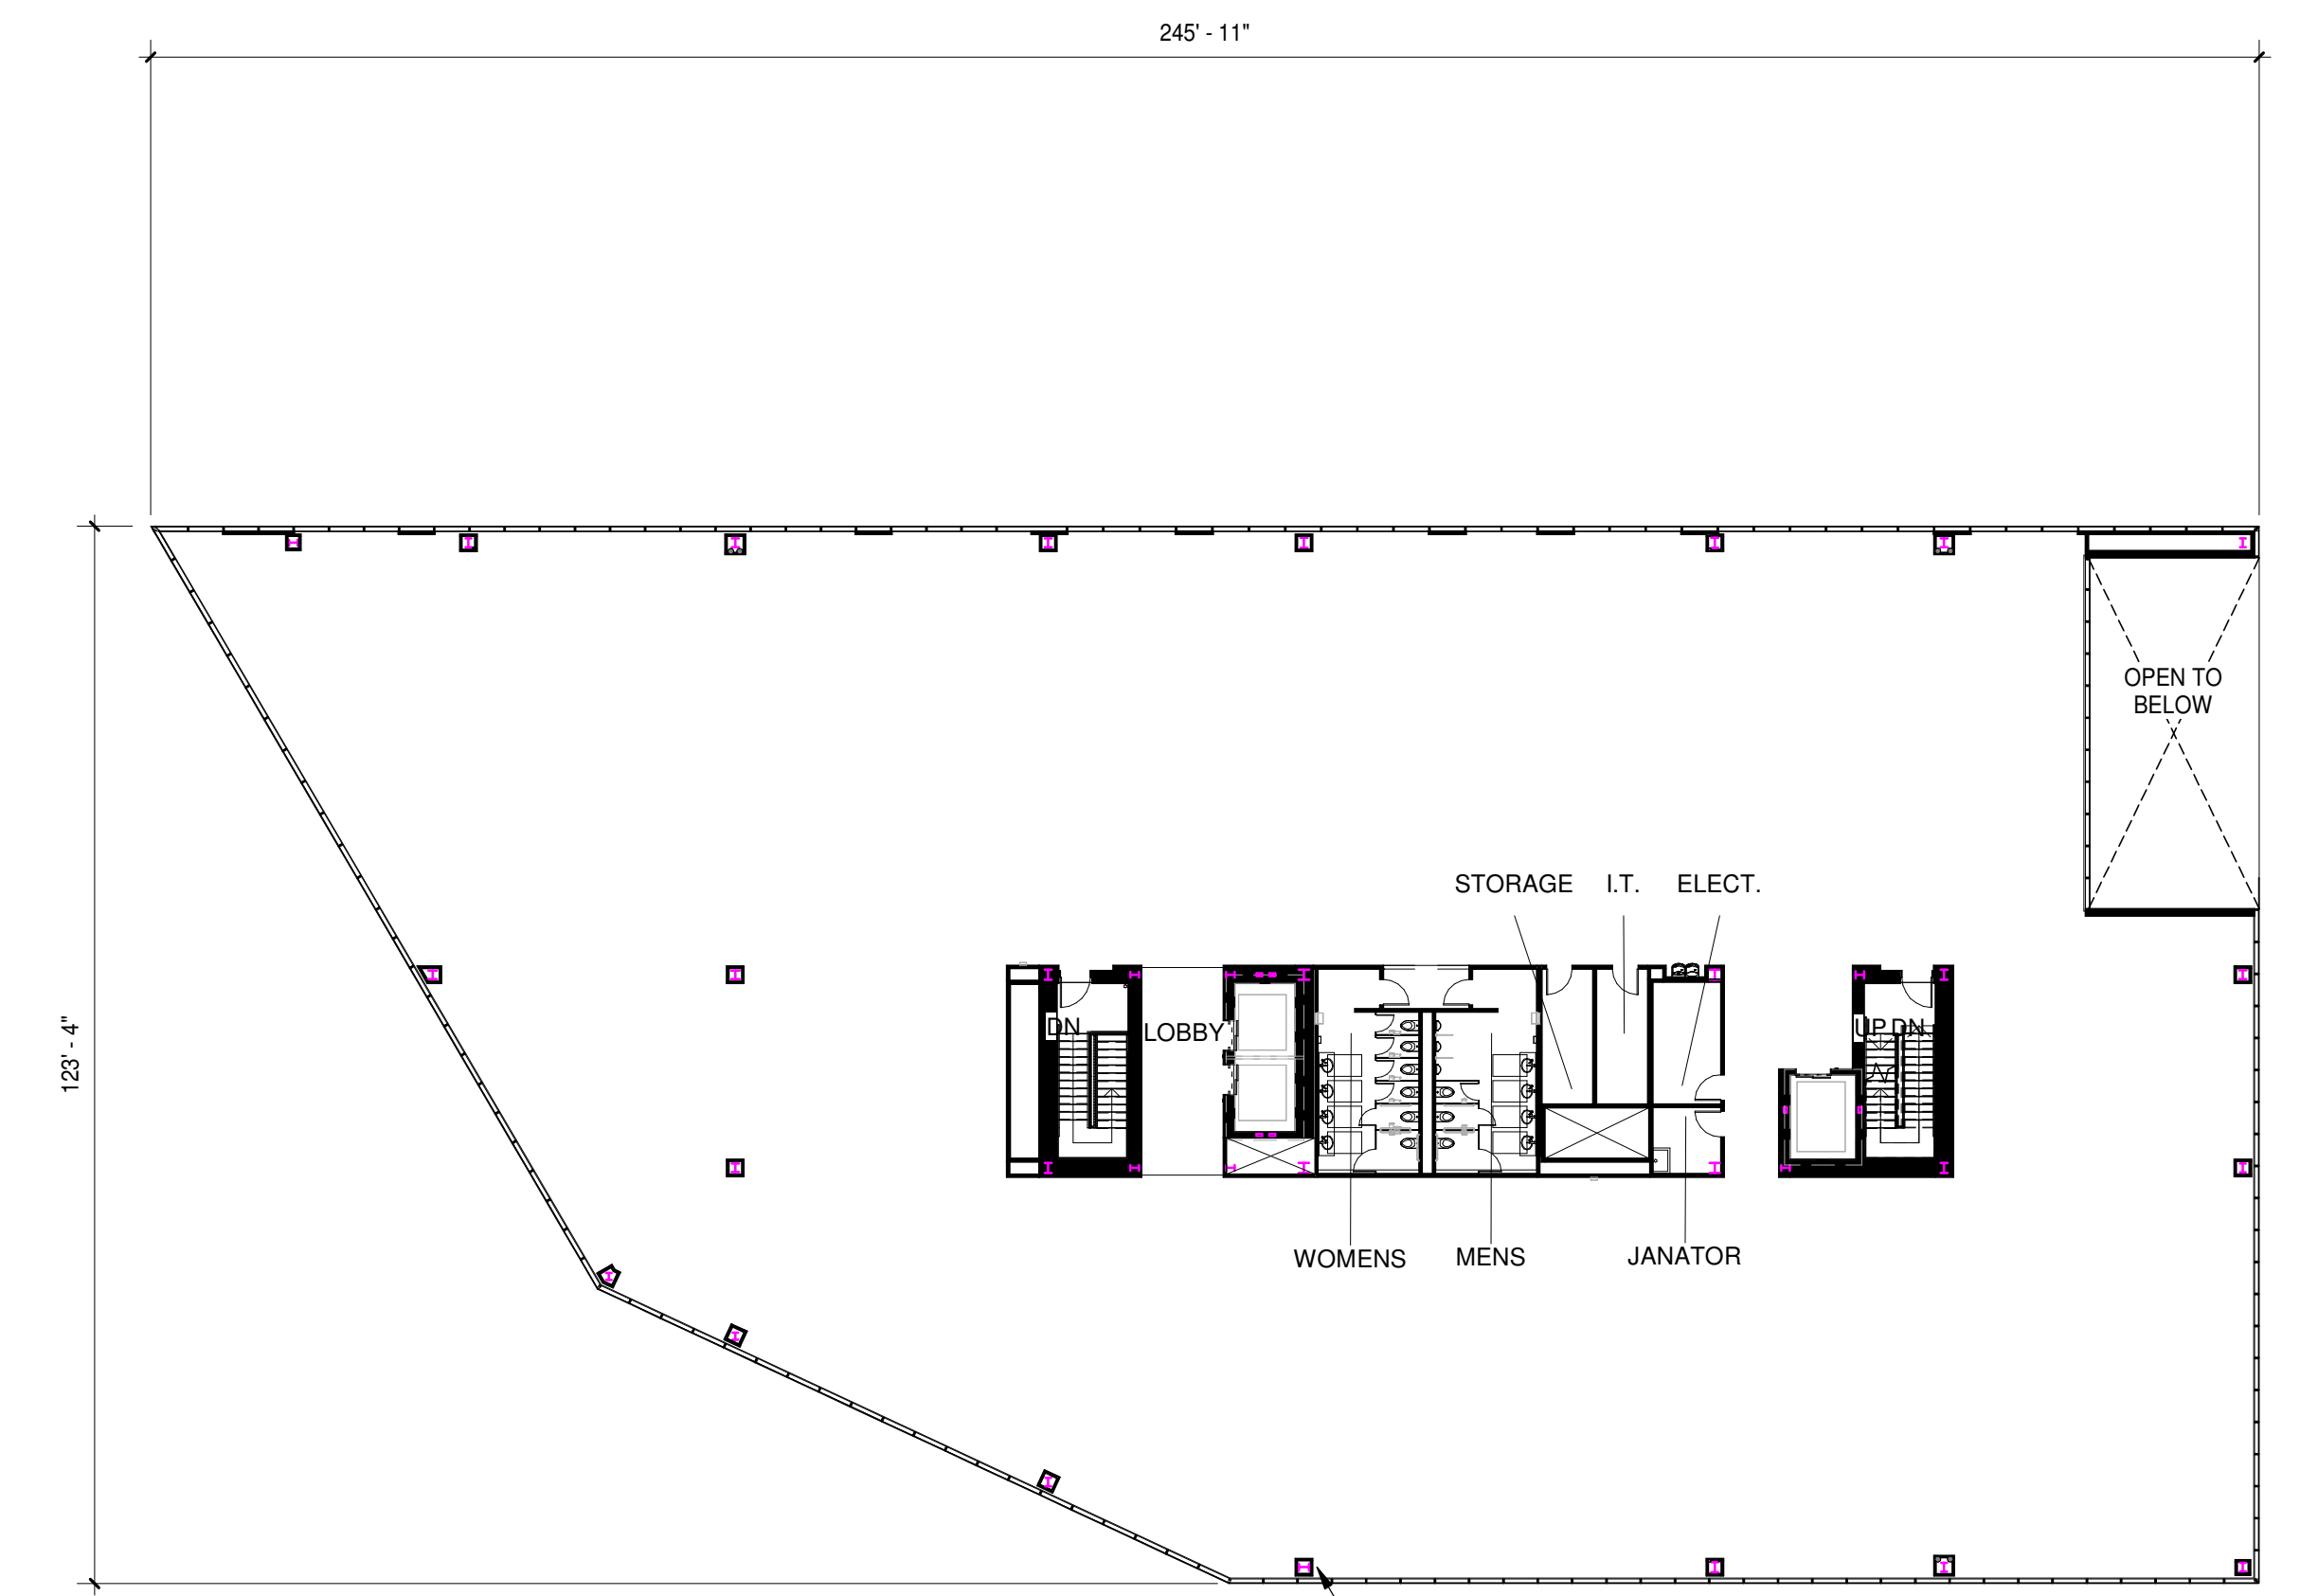 245' - 11"
OPEN TO
BELOW
STORAGE I.T. ELECT.
123' - 4"
DN
LOBBY
UP DN
WOMENS MENS JANATOR